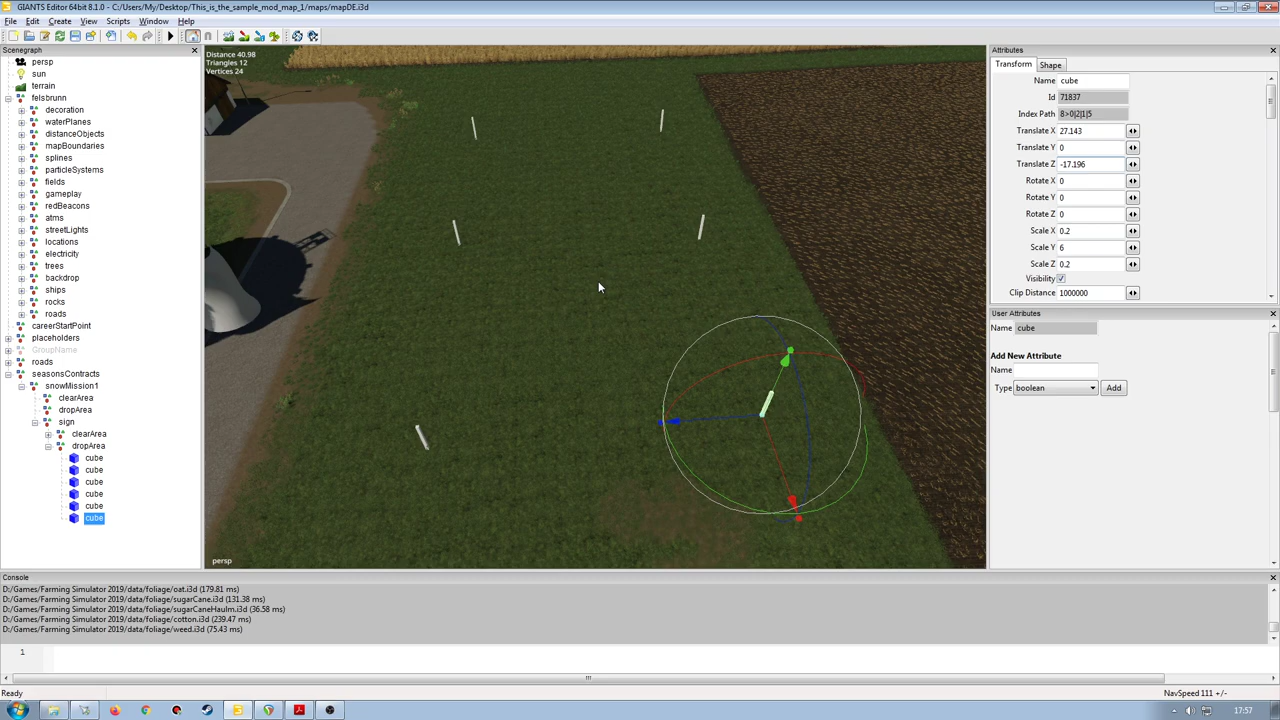 GIANTS Editor 64bit - C:/Users/My/Desktop/This_is_the_sample_mod_map_1/maps/mapDE.i3d
File Edit Create View Scripts Window Help
Scenegraph
persp
sun
terrain
felsbrunn
decoration
waterPlanes
distanceObjects
mapBoundaries
splines
particleSystems
fields
gameplay
redBeacons
atms
streetLights
locations
electricity
trees
backdrop
ships
rocks
roads
careerStartPoint
placeholders
GroupName
roads
seasonsContracts
snowMission1
clearArea
dropArea
sign
clearArea
dropArea
cube
cube
cube
cube
cube
cube
Distance 40.98
Triangles 12
Vertices 24
persp
Attributes
Transform Shape
Name cube
Id 71837
Index Path 8>0|2|1|5
Translate X 27.143
Translate Y 0
Translate Z -17.196
Rotate X 0
Rotate Y 0
Rotate Z 0
Scale X 0.2
Scale Y 6
Scale Z 0.2
Visibility
Clip Distance 1000000
User Attributes
Name cube
Add New Attribute
Name
Type boolean Add
Console
D:/Games/Farming Simulator 2019/data/foliage/oat.i3d (179.81 ms)
D:/Games/Farming Simulator 2019/data/foliage/sugarCane.i3d (131.38 ms)
D:/Games/Farming Simulator 2019/data/foliage/sugarCaneHaulm.i3d (36.58 ms)
D:/Games/Farming Simulator 2019/data/foliage/cotton.i3d (239.47 ms)
D:/Games/Farming Simulator 2019/data/foliage/weed.i3d (75.43 ms)
1
Ready
NavSpeed 111 +/-
17:57